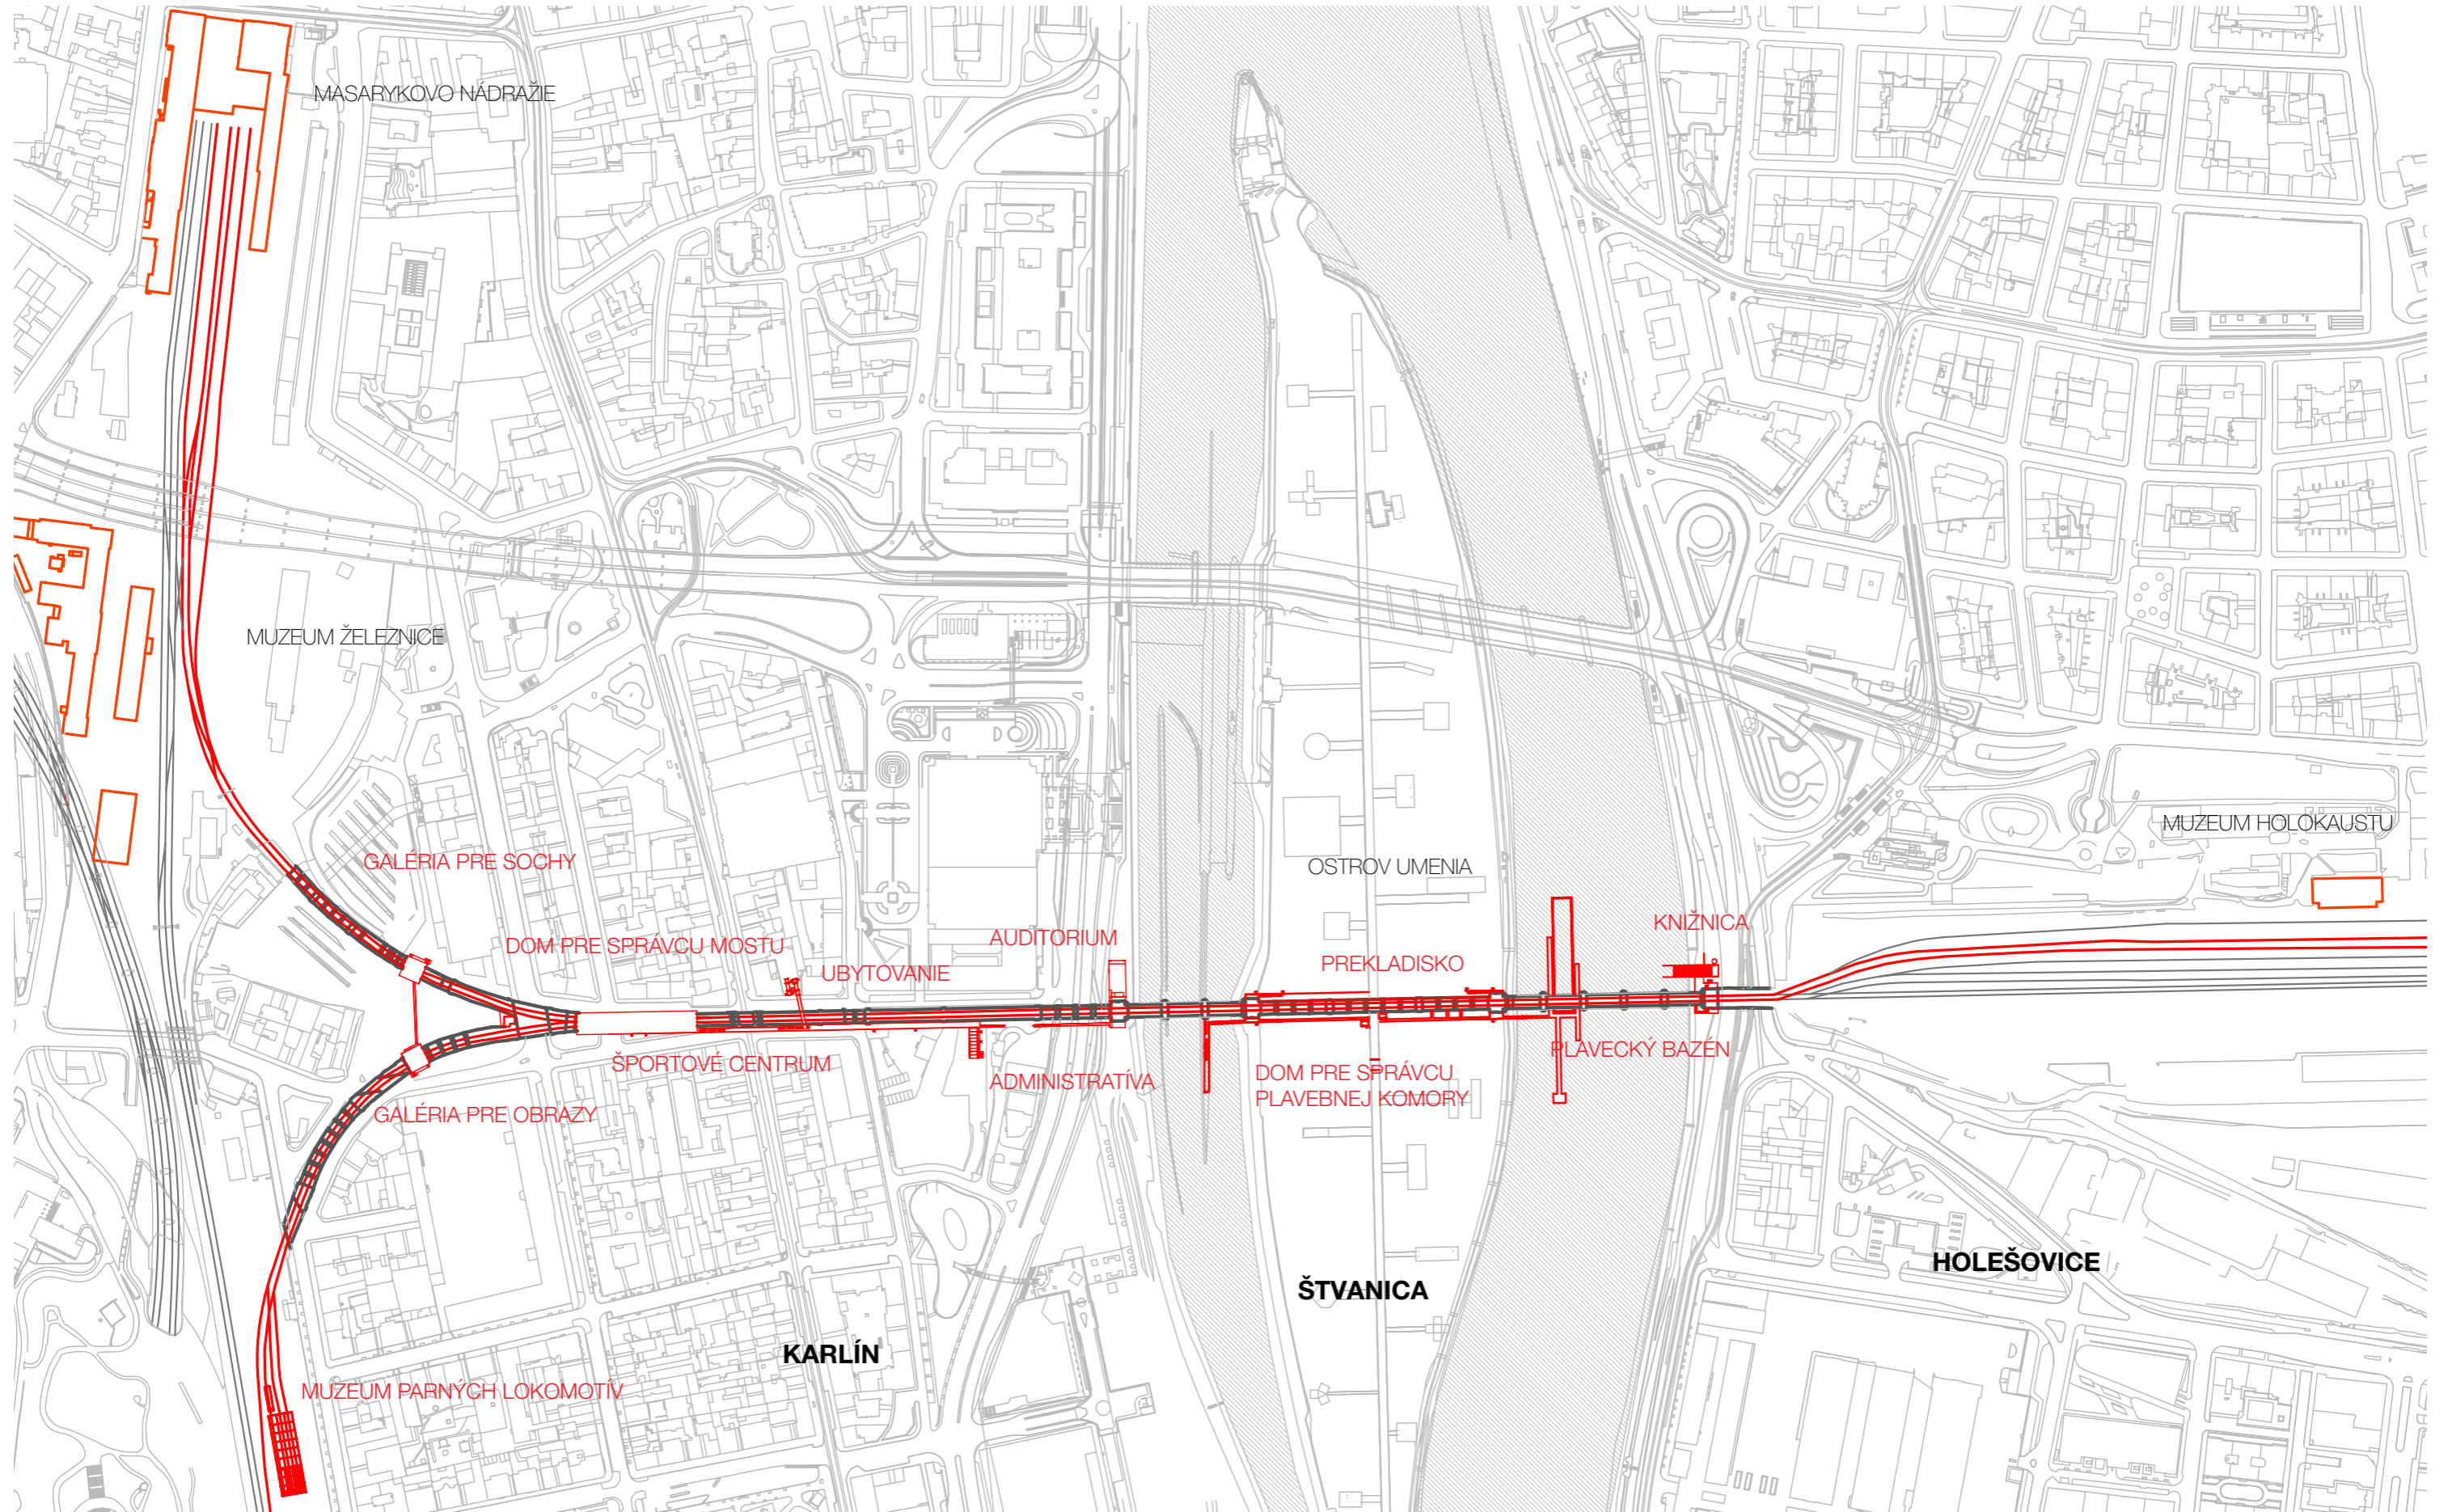 MASARYKOVO NÁDRAŽIE
MUZEUM ŽELEZNICE
MUZEUM HOLOKAUSTU
GALÉRIA PRE SOCHY
OSTROV UMENIA
KNIŽNICA
DOM PRE SPRÁVCU MOSTU
AUDITORIUM
PREKLADISKO
UBYTOVANIE
PLAVECKÝ BAZÉN
ŠPORTOVÉ CENTRUM
ADMINISTRATÍVA
DOM PRE SPRÁVCU
PLAVEBNEJ KOMORY
GALÉRIA PRE OBRAZY
HOLEŠOVICE
ŠTVANICA
KARLÍN
MUZEUM PARNÝCH LOKOMOTÍV